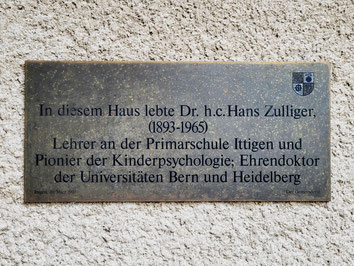 In diesem Haus lebte Dr. h.c. Hans Zulliger,
(1893-1965)
Lehrer an der Primarschule Ittigen und
Pionier der Kinderpsychologie; Ehrendoktor
der Universitäten Bern und Heidelberg